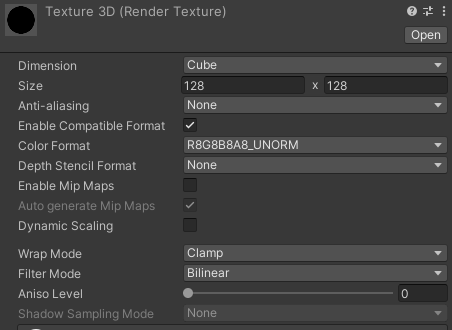 Texture 3D (Render Texture)
Open
Dimension Cube
Size 128 x 128
Anti-aliasing None
Enable Compatible Format
Color Format R8G8B8A8_UNORM
Depth Stencil Format None
Enable Mip Maps
Auto generate Mip Maps
Dynamic Scaling
Wrap Mode Clamp
Filter Mode Bilinear
Aniso Level 0
Shadow Sampling Mode None